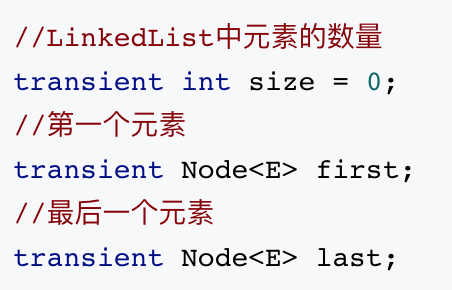 //LinkedList中元素的数量
transient int size = 0;
//第一个元素
transient Node<E> first;
//最后一个元素
transient Node<E> last;